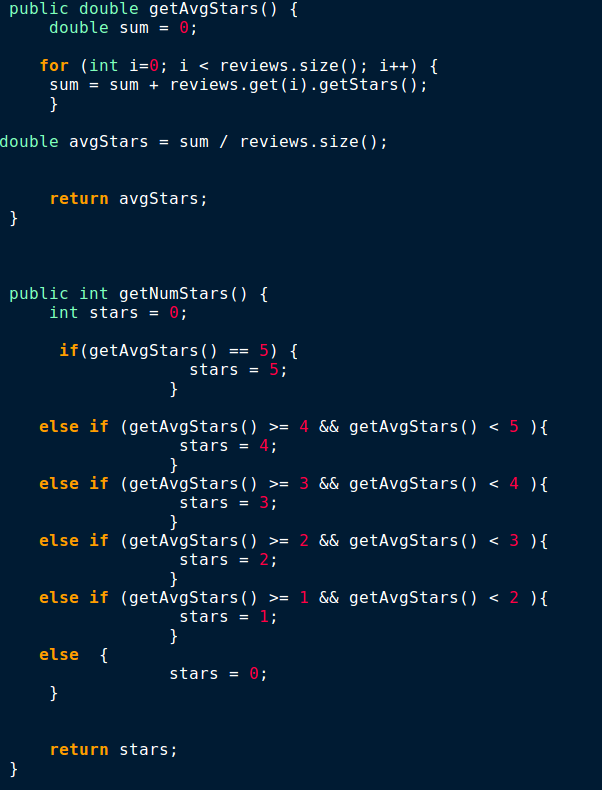 public double getAvgStars() {
double sum = 0;
for (int i=0; i < reviews.size(); i++) {
sum = sum + reviews.get(i).getStars();
}
double avgStars = sum / reviews.size();
return avgStars;
}
public int getNumStars() {
int stars = 0;
if(getAvgStars() == 5) {
stars = 5;
}
else if (getAvgStars() >= 4 && getAvgStars() < 5 ){
stars = 4;
}
else if (getAvgStars() >= 3 && getAvgStars() < 4 ){
stars = 3;
}
else if (getAvgStars() >= 2 && getAvgStars() < 3 ){
stars = 2;
}
else if (getAvgStars() >= 1 && getAvgStars() < 2 ){
stars = 1;
}
else  {
stars = 0;
}
return stars;
}